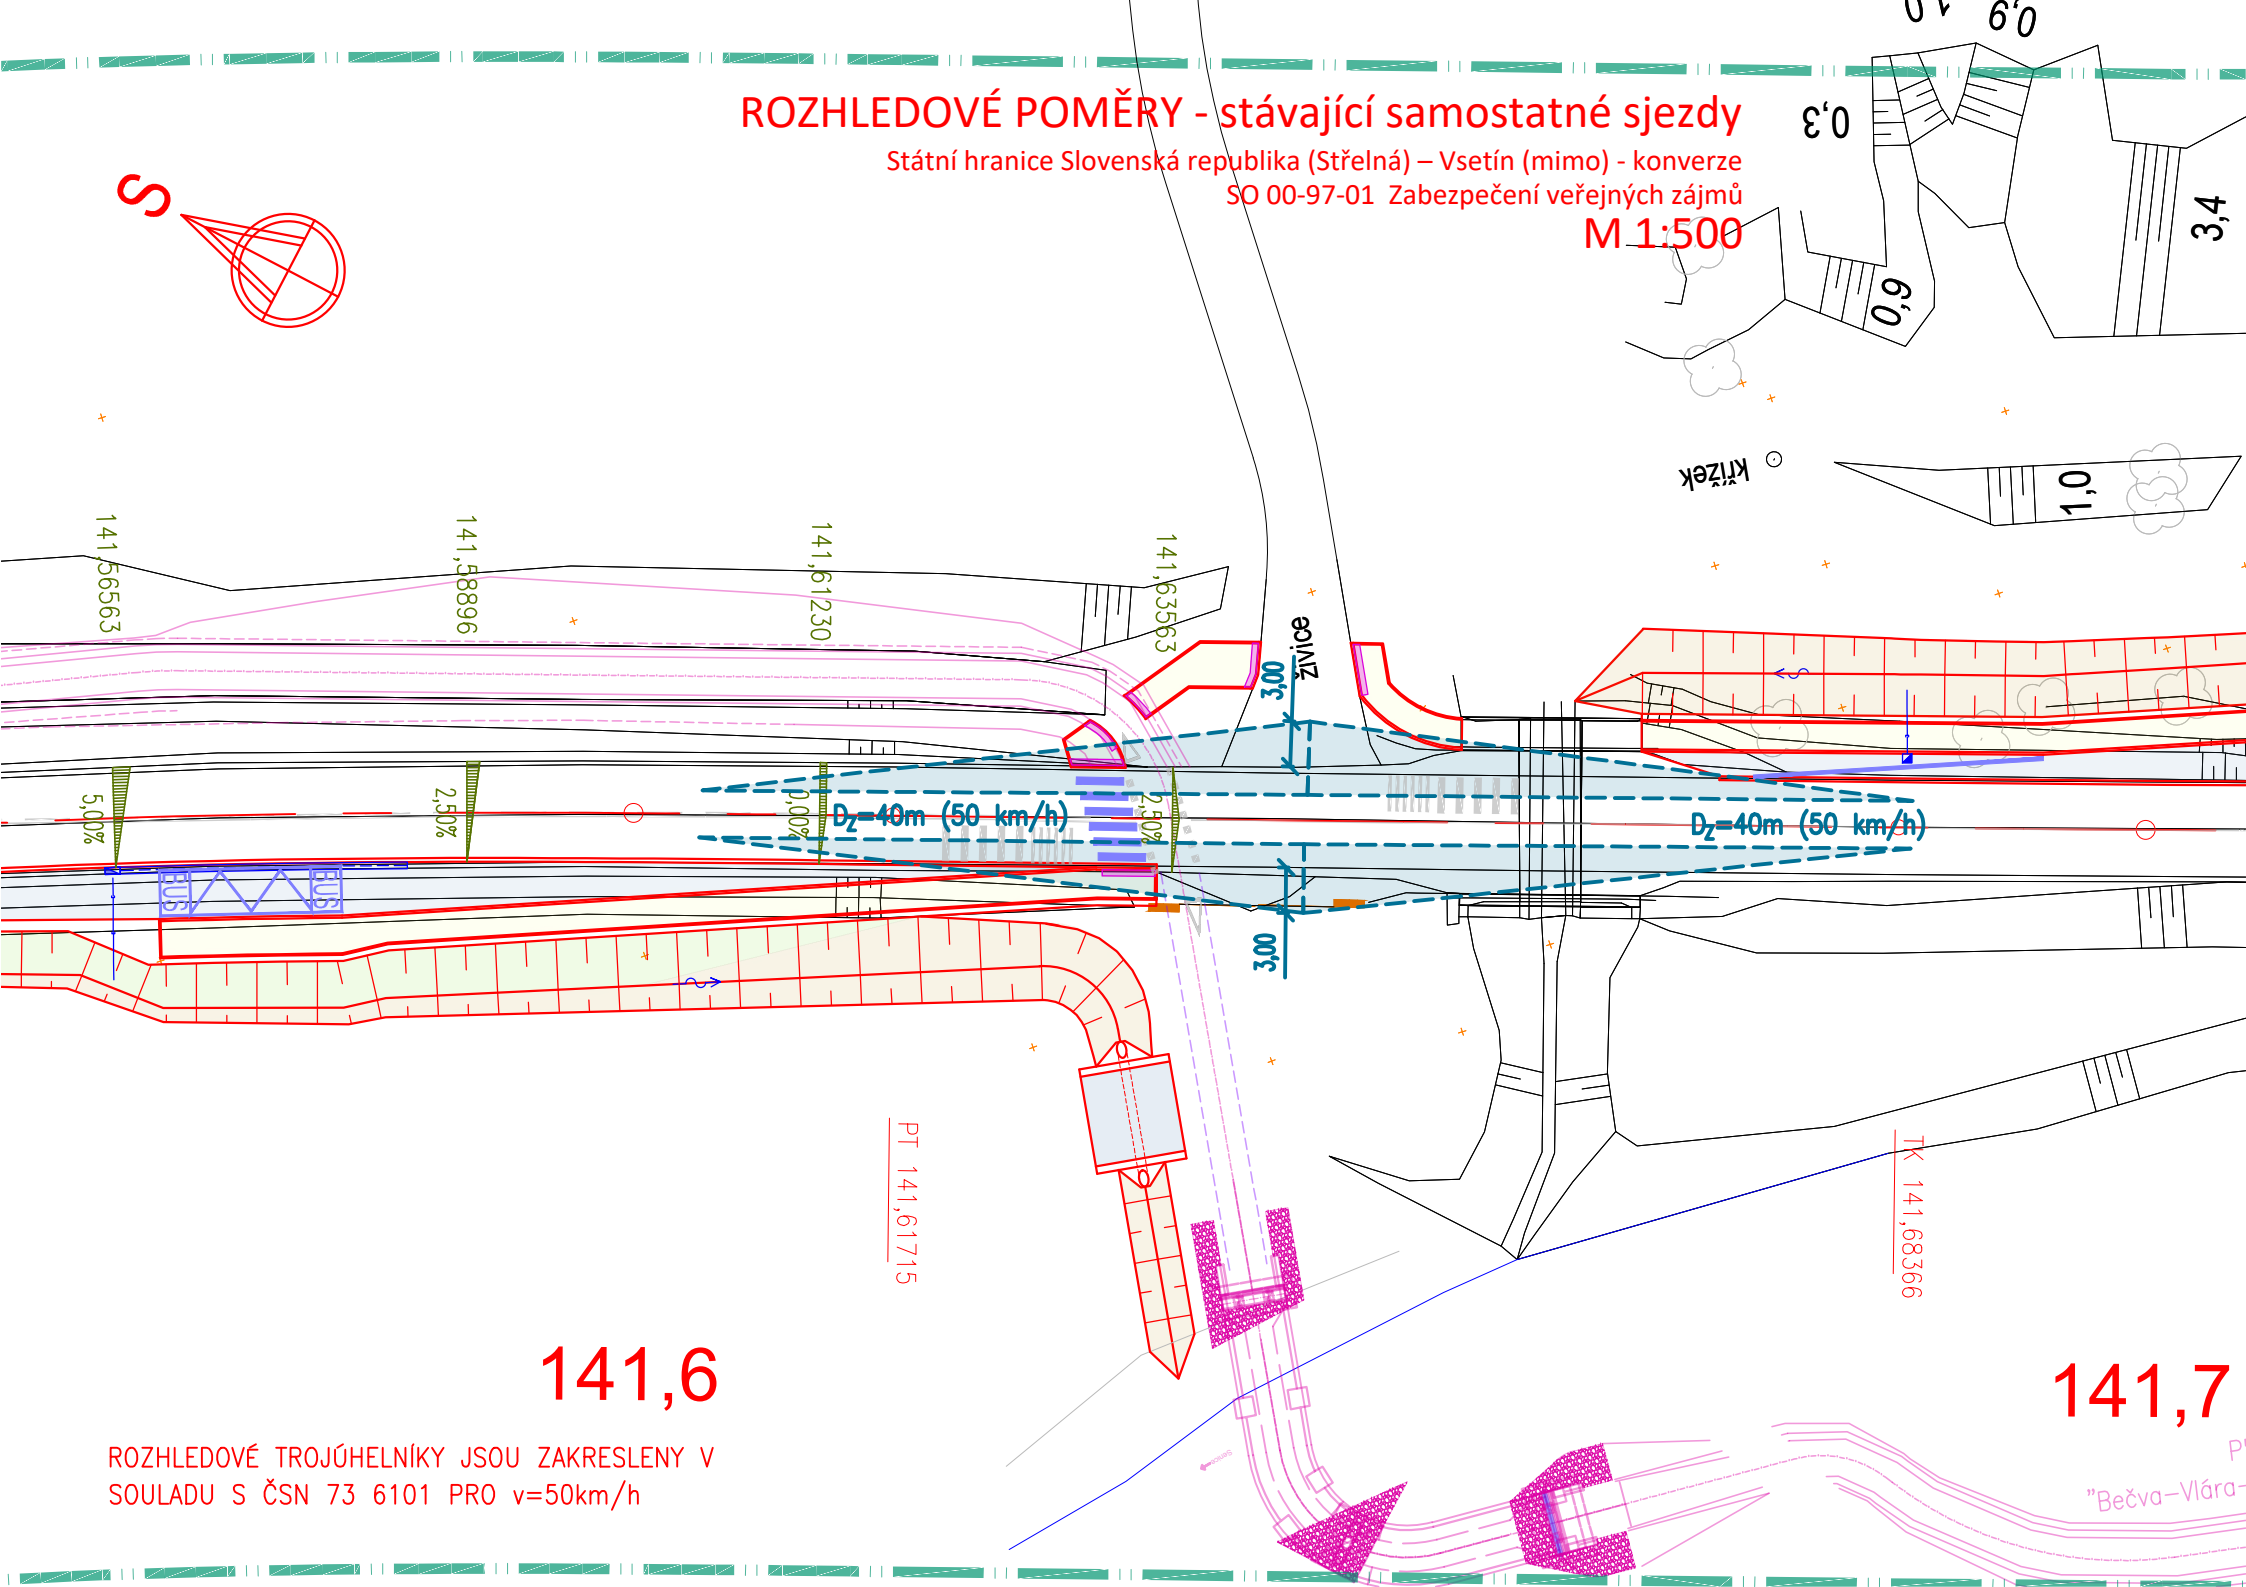 ROZHLEDOVÉ POMĚRY - stávající samostatné sjezdy
Státní hranice Slovenská republika (Střelná) – Vsetín (mimo) - konverze
SO 00-97-01 Zabezpečení veřejných zájmů
M 1:500
S
0,9
0,3
3,4
0,9
křížek
1,0
141,56563
141,58896
141,61230
141,63563
živice
3,00
5,00%
2,50%
0,00%
2,50%
Dz=40m (50 km/h)
Dz=40m (50 km/h)
BUS
BUS
3,00
PT 141,61715
TK 141,68366
141,6
141,7
ROZHLEDOVÉ TROJÚHELNÍKY JSOU ZAKRESLENY V
SOULADU S ČSN 73 6101 PRO v=50km/h
"Bečva-Vlára-